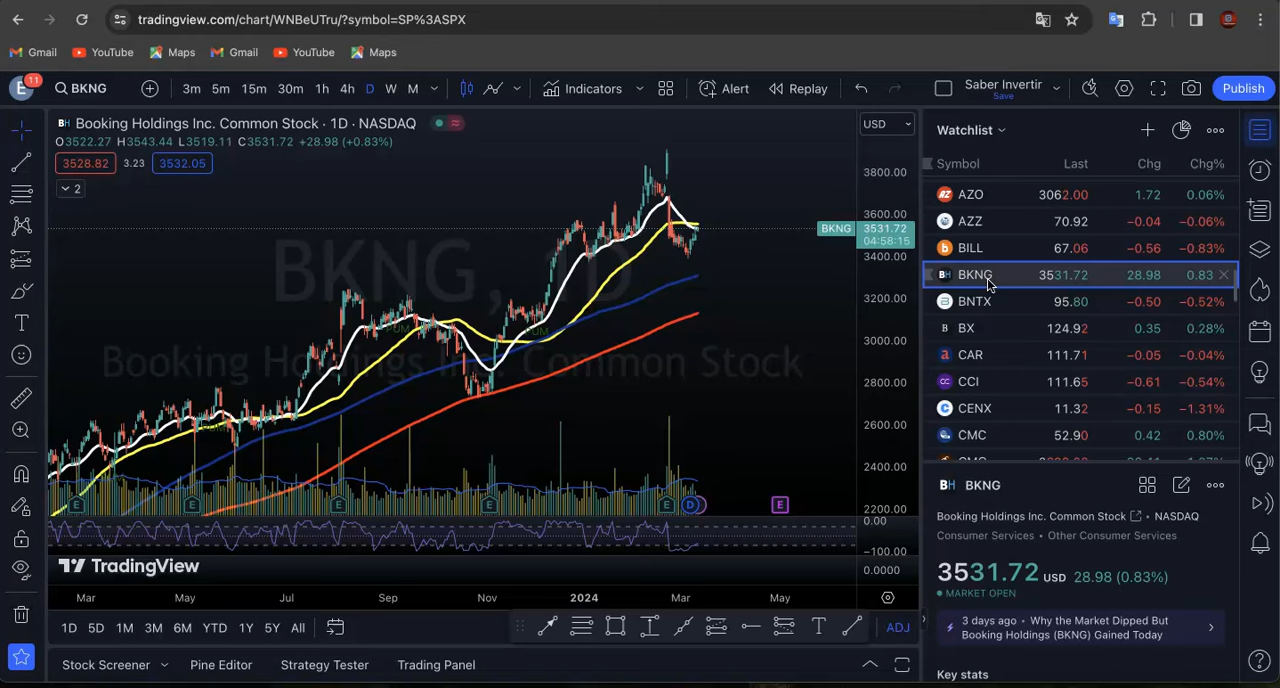 tradingview.com/chart/WNBeUTru/?symbol=SP%3ASPX
Gmail YouTube Maps Gmail YouTube Maps
E 11 BKNG 3m 5m 15m 30m 1h 4h D W M Indicators Alert Replay Saber Invertir Save Publish
BH Booking Holdings Inc. Common Stock · 1D · NASDAQ
O3522.27 H3543.44 L3519.11 C3531.72 +28.98 (+0.83%)
3528.82 3.23 3532.05
2
USD
3800.00
3600.00
BKNG 3531.72
04:58:15
3400.00
3200.00
3000.00
2800.00
2600.00
2400.00
2200.00
0.00
−100.00
0.0000
BKNG, 1D
Booking Holdings Inc. Common Stock
E E E E E D E
TradingView
Mar May Jul Sep Nov 2024 Mar May
1D 5D 1M 3M 6M YTD 1Y 5Y All ADJ
Stock Screener Pine Editor Strategy Tester Trading Panel
Watchlist
Symbol Last Chg Chg%
AZO 3062.00 1.72 0.06%
AZZ 70.92 −0.04 −0.06%
BILL 67.06 −0.56 −0.83%
BKNG 3531.72 28.98 0.83
BNTX 95.80 −0.50 −0.52%
BX 124.92 0.35 0.28%
CAR 111.71 −0.05 −0.04%
CCI 111.65 −0.61 −0.54%
CENX 11.32 −0.15 −1.31%
CMC 52.90 0.42 0.80%
BH BKNG
Booking Holdings Inc. Common Stock • NASDAQ
Consumer Services • Other Consumer Services
3531.72 USD 28.98 (0.83%)
MARKET OPEN
3 days ago • Why the Market Dipped But
Booking Holdings (BKNG) Gained Today
Key stats